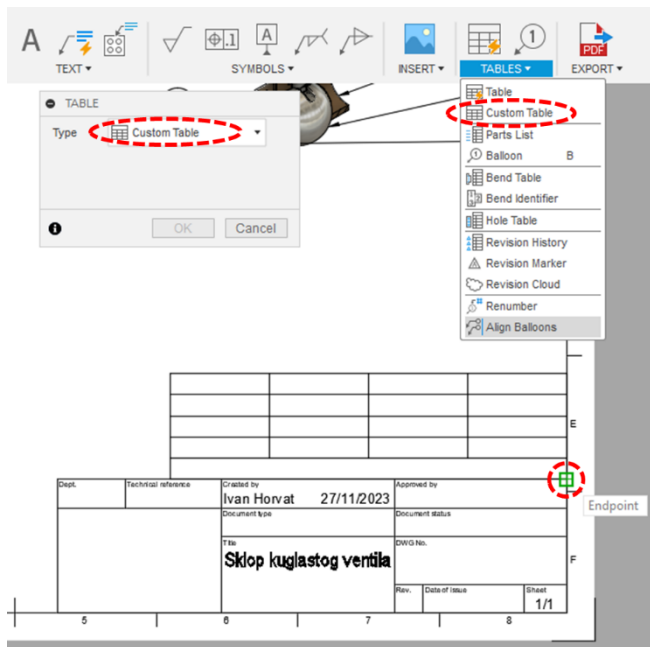 A
.1
A
1
PDF
TEXT ▾
SYMBOLS ▾
INSERT ▾
TABLES ▾
EXPORT ▾
TABLE
Type
Custom Table
OK
Cancel
Table
Custom Table
Parts List
Balloon B
Bend Table
Bend Identifier
Hole Table
Revision History
Revision Marker
Revision Cloud
Renumber
Align Balloons
E
Dept.
Technical reference
Created by
Approved by
Ivan Horvat 27/11/2023
Endpoint
Document type
Document status
Title
DWG No.
Sklop kuglastog ventila
F
Rev.
Date of issue
Sheet
1/1
5
6
7
8